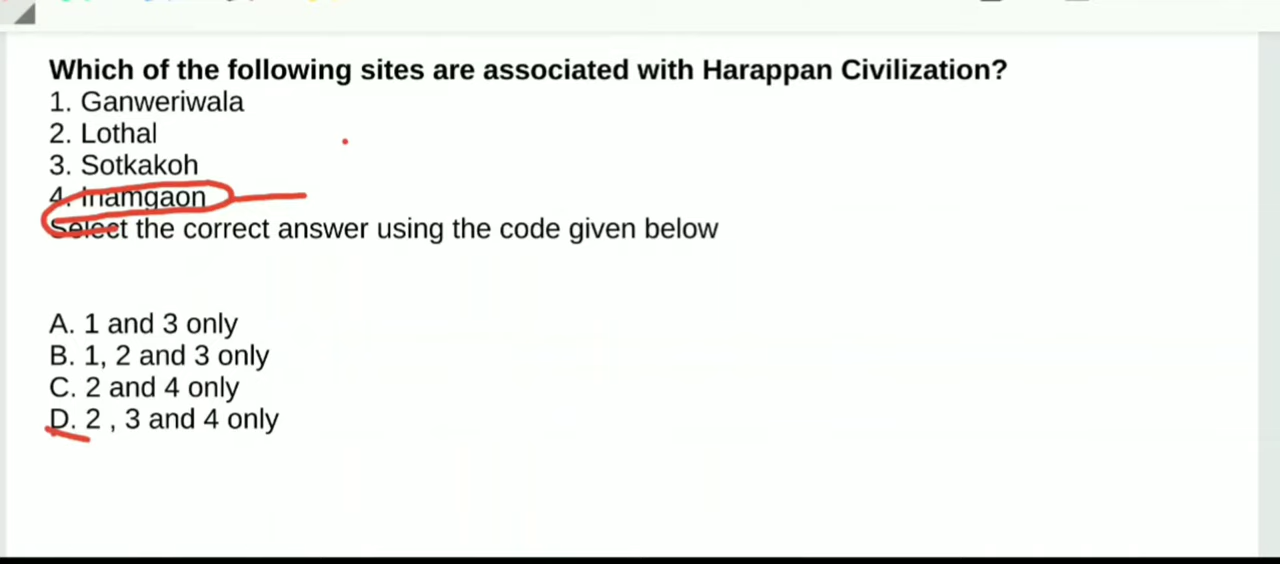 Which of the following sites are associated with Harappan Civilization?
1. Ganweriwala
2. Lothal
3. Sotkakoh
4. Inamgaon
Select the correct answer using the code given below
A. 1 and 3 only
B. 1, 2 and 3 only
C. 2 and 4 only
D. 2 , 3 and 4 only